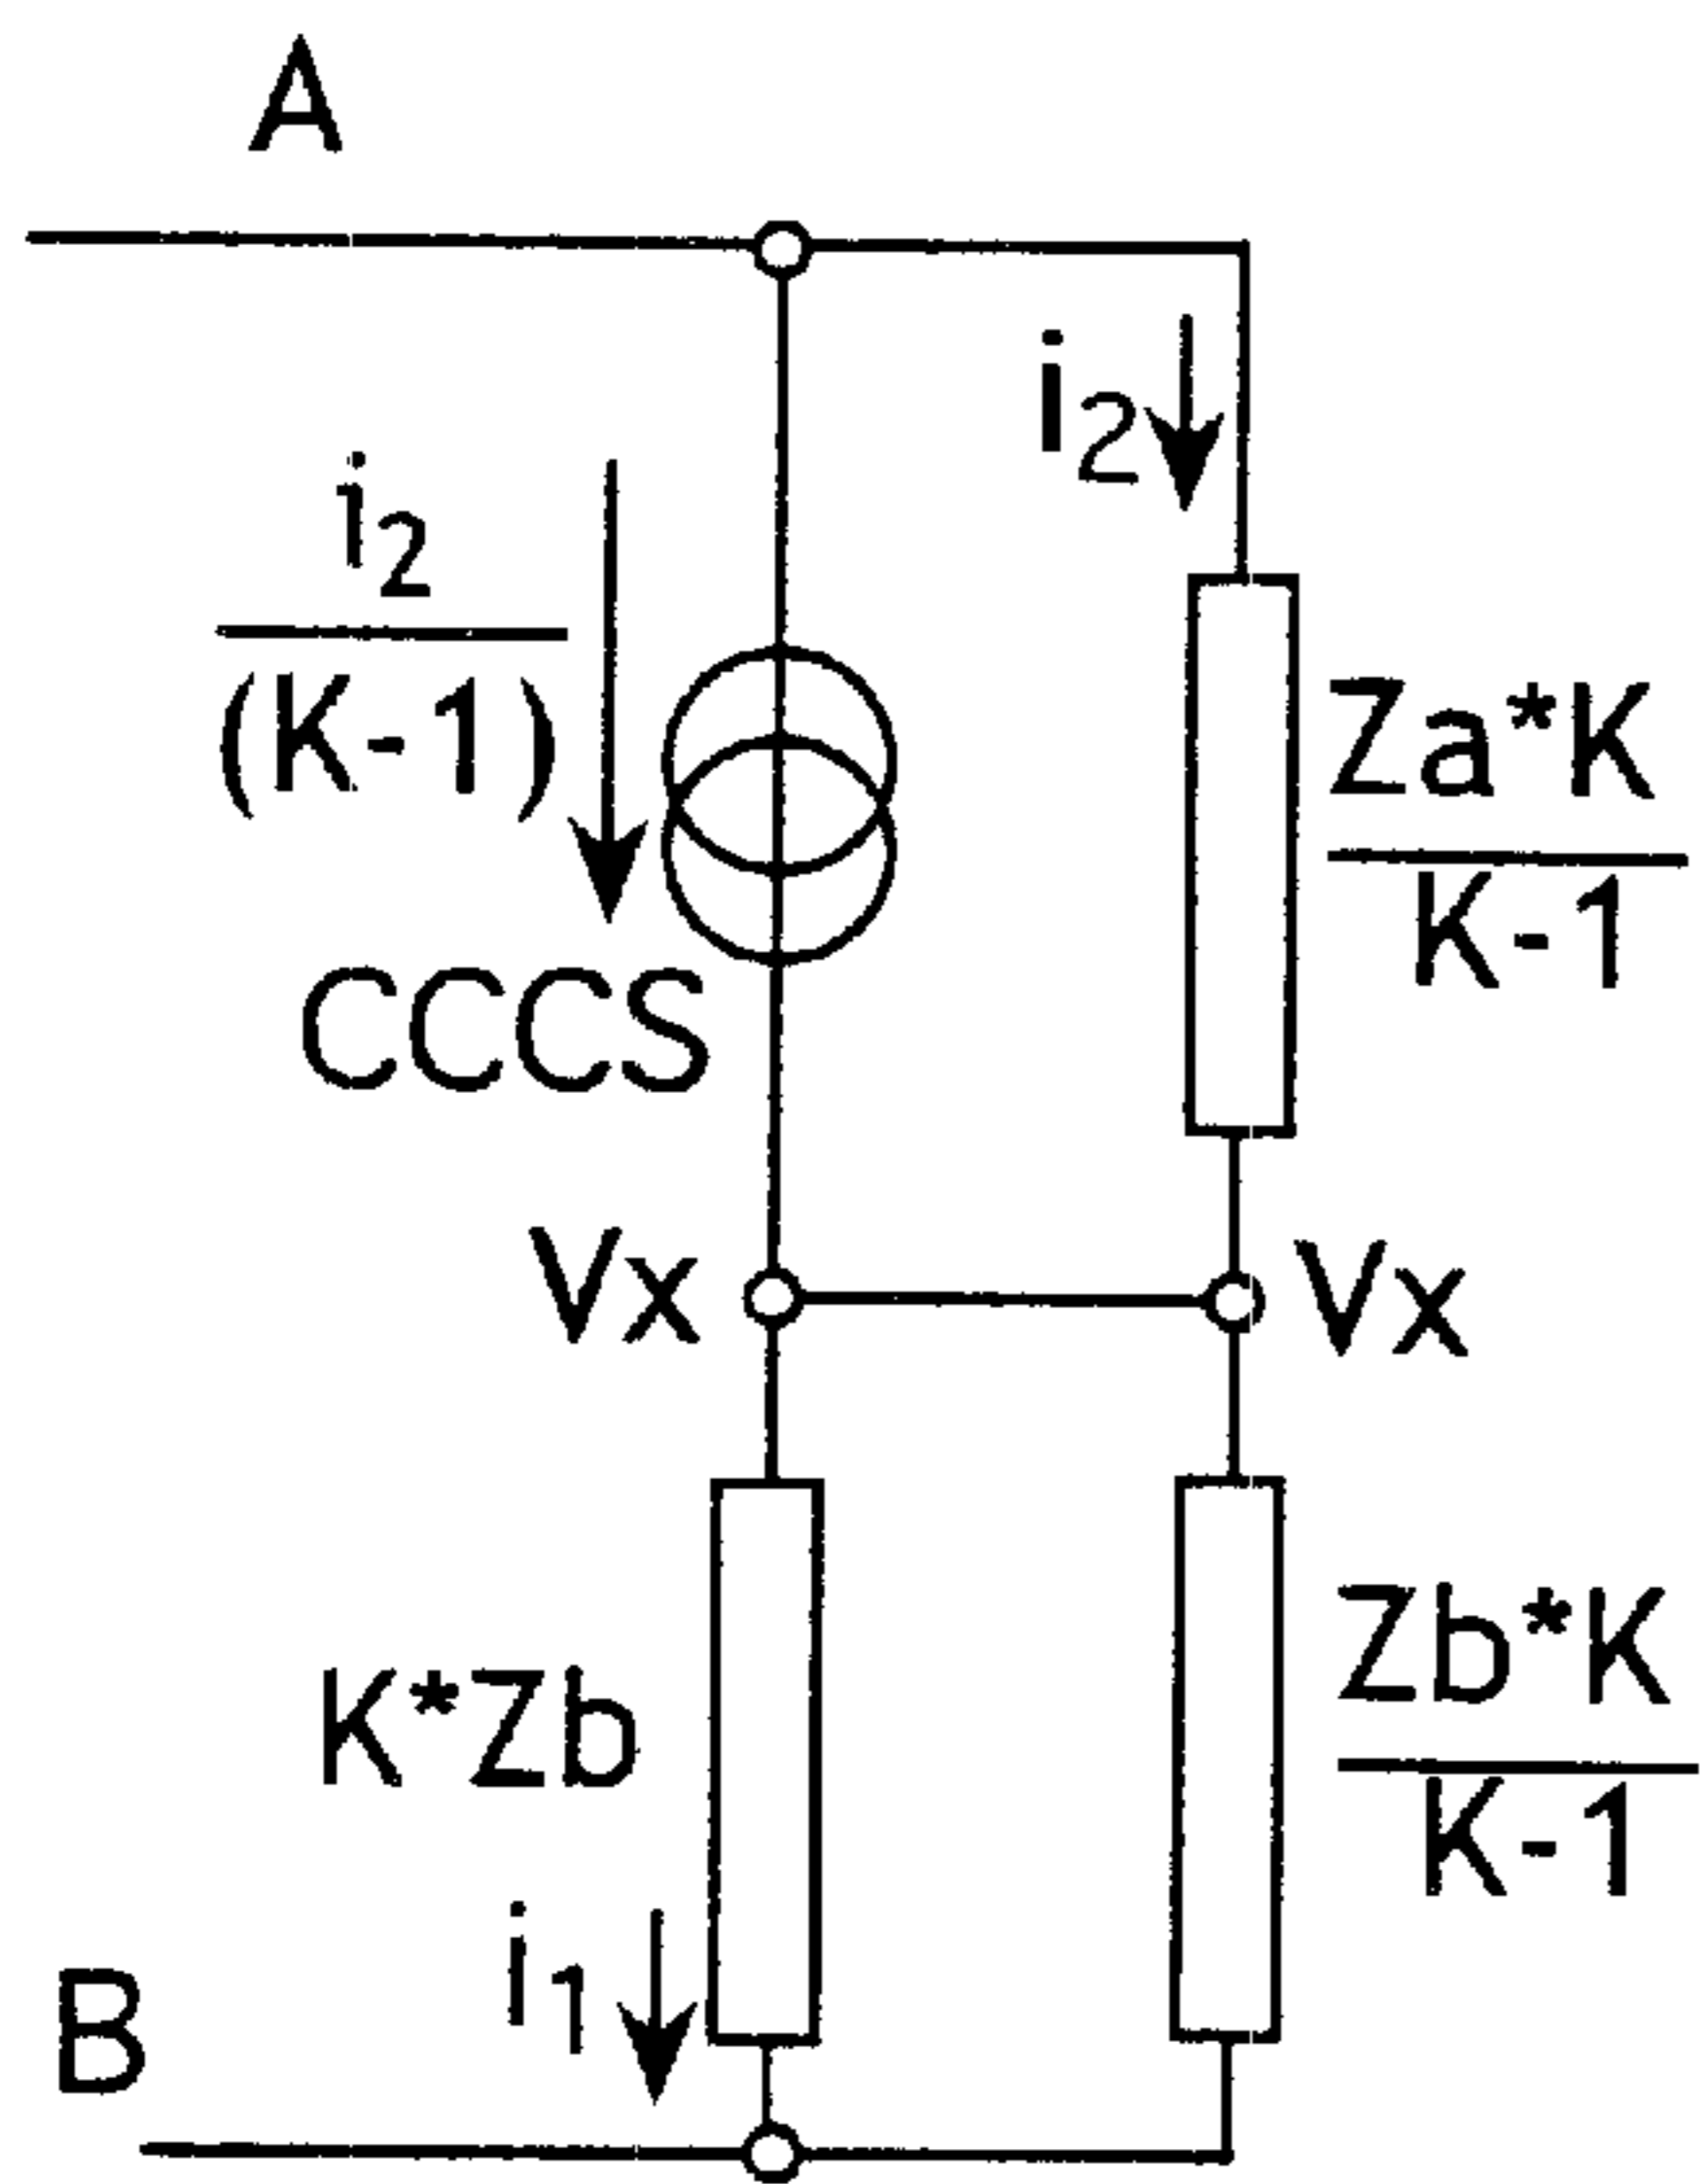 A
i2
i2
(K-1)
Za*K
K-1
CCCS
Vx
Vx
K*Zb
Zb*K
K-1
i1
B